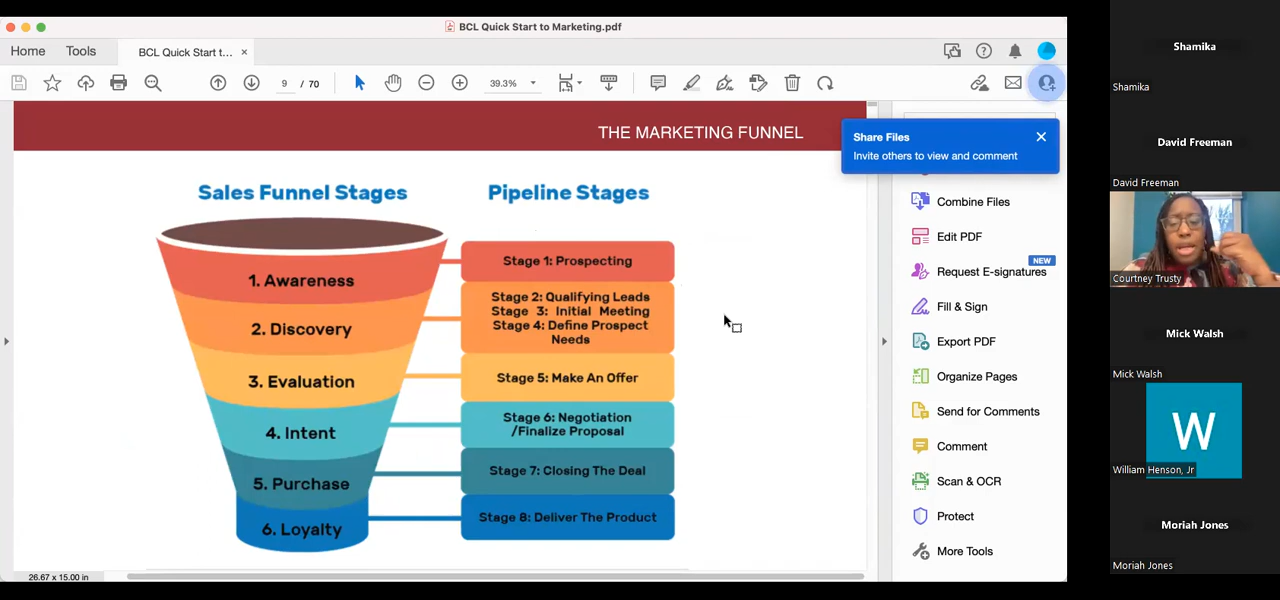 BCL Quick Start to Marketing.pdf
Home
Tools
BCL Quick Start t...
×
9 / 70
39.3%
THE MARKETING FUNNEL
Share Files
Invite others to view and comment
Sales Funnel Stages
Pipeline Stages
1. Awareness
Stage 1: Prospecting
2. Discovery
Stage 2: Qualifying Leads
Stage 3: Initial Meeting
Stage 4: Define Prospect
Needs
3. Evaluation
Stage 5: Make An Offer
4. Intent
Stage 6: Negotiation
/Finalize Proposal
5. Purchase
Stage 7: Closing The Deal
6. Loyalty
Stage 8: Deliver The Product
26.67 x 15.00 in
Combine Files
Edit PDF
NEW
Request E-signatures
Fill & Sign
Export PDF
Organize Pages
Send for Comments
Comment
Scan & OCR
Protect
More Tools
Shamika
Shamika
David Freeman
David Freeman
Courtney Trusty
Mick Walsh
Mick Walsh
W
William Henson, Jr
Moriah Jones
Moriah Jones